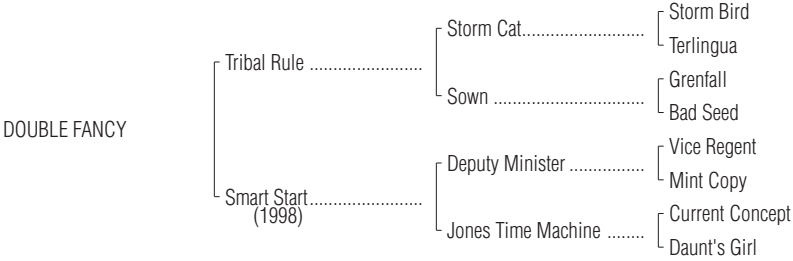 Storm Bird
Storm Cat..........................
Terlingua
Tribal Rule ........................
Grenfall
Sown ................................
Bad Seed
DOUBLE FANCY
Vice Regent
Deputy Minister ................
Mint Copy
Smart Start........................
(1998)
Current Concept
Jones Time Machine ........
Daunt's Girl